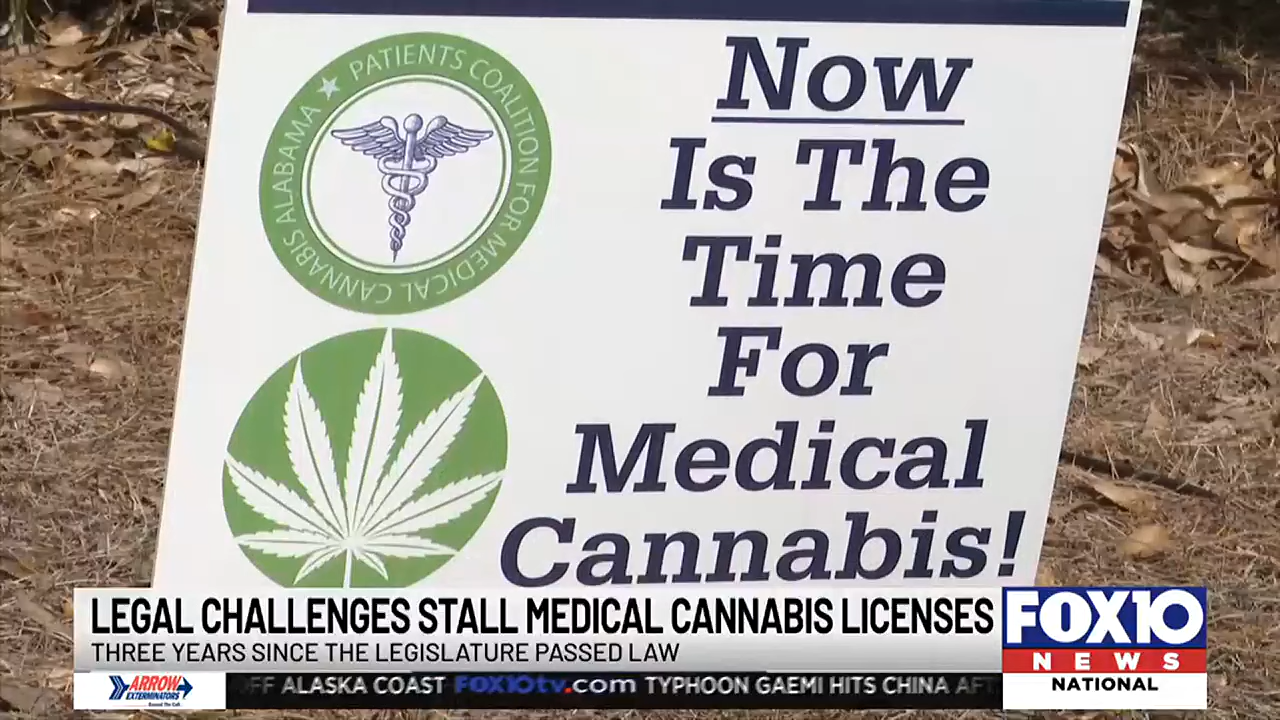 PATIENTS COALITION FOR MEDICAL CANNABIS ALABAMA
Now
Is The
Time
For
Medical
Cannabis!
LEGAL CHALLENGES STALL MEDICAL CANNABIS LICENSES
THREE YEARS SINCE THE LEGISLATURE PASSED LAW
FOX10
NEWS
NATIONAL
ARROW
EXTERMINATORS
ALASKA COAST FOX10tv.com TYPHOON GAEMI HITS CHINA